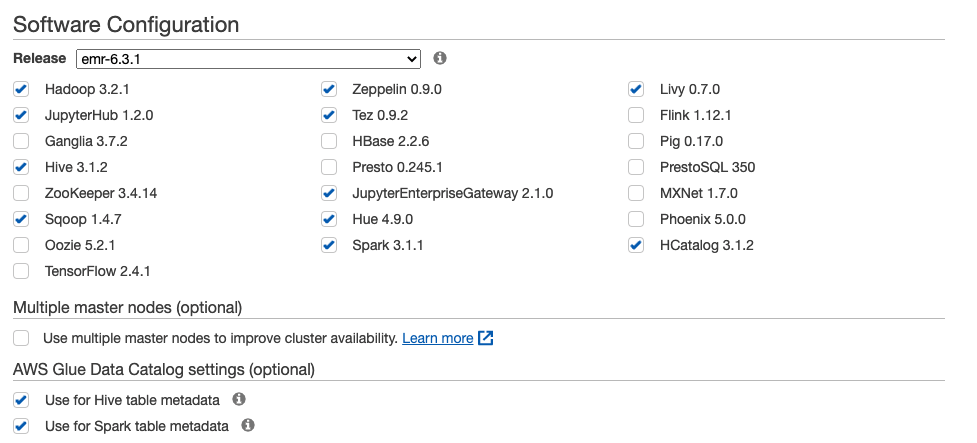 Software Configuration
Release emr-6.3.1
Hadoop 3.2.1 Zeppelin 0.9.0 Livy 0.7.0
JupyterHub 1.2.0 Tez 0.9.2 Flink 1.12.1
Ganglia 3.7.2 HBase 2.2.6 Pig 0.17.0
Hive 3.1.2 Presto 0.245.1 PrestoSQL 350
ZooKeeper 3.4.14 JupyterEnterpriseGateway 2.1.0 MXNet 1.7.0
Sqoop 1.4.7 Hue 4.9.0 Phoenix 5.0.0
Oozie 5.2.1 Spark 3.1.1 HCatalog 3.1.2
TensorFlow 2.4.1
Multiple master nodes (optional)
Use multiple master nodes to improve cluster availability. Learn more
AWS Glue Data Catalog settings (optional)
Use for Hive table metadata
Use for Spark table metadata